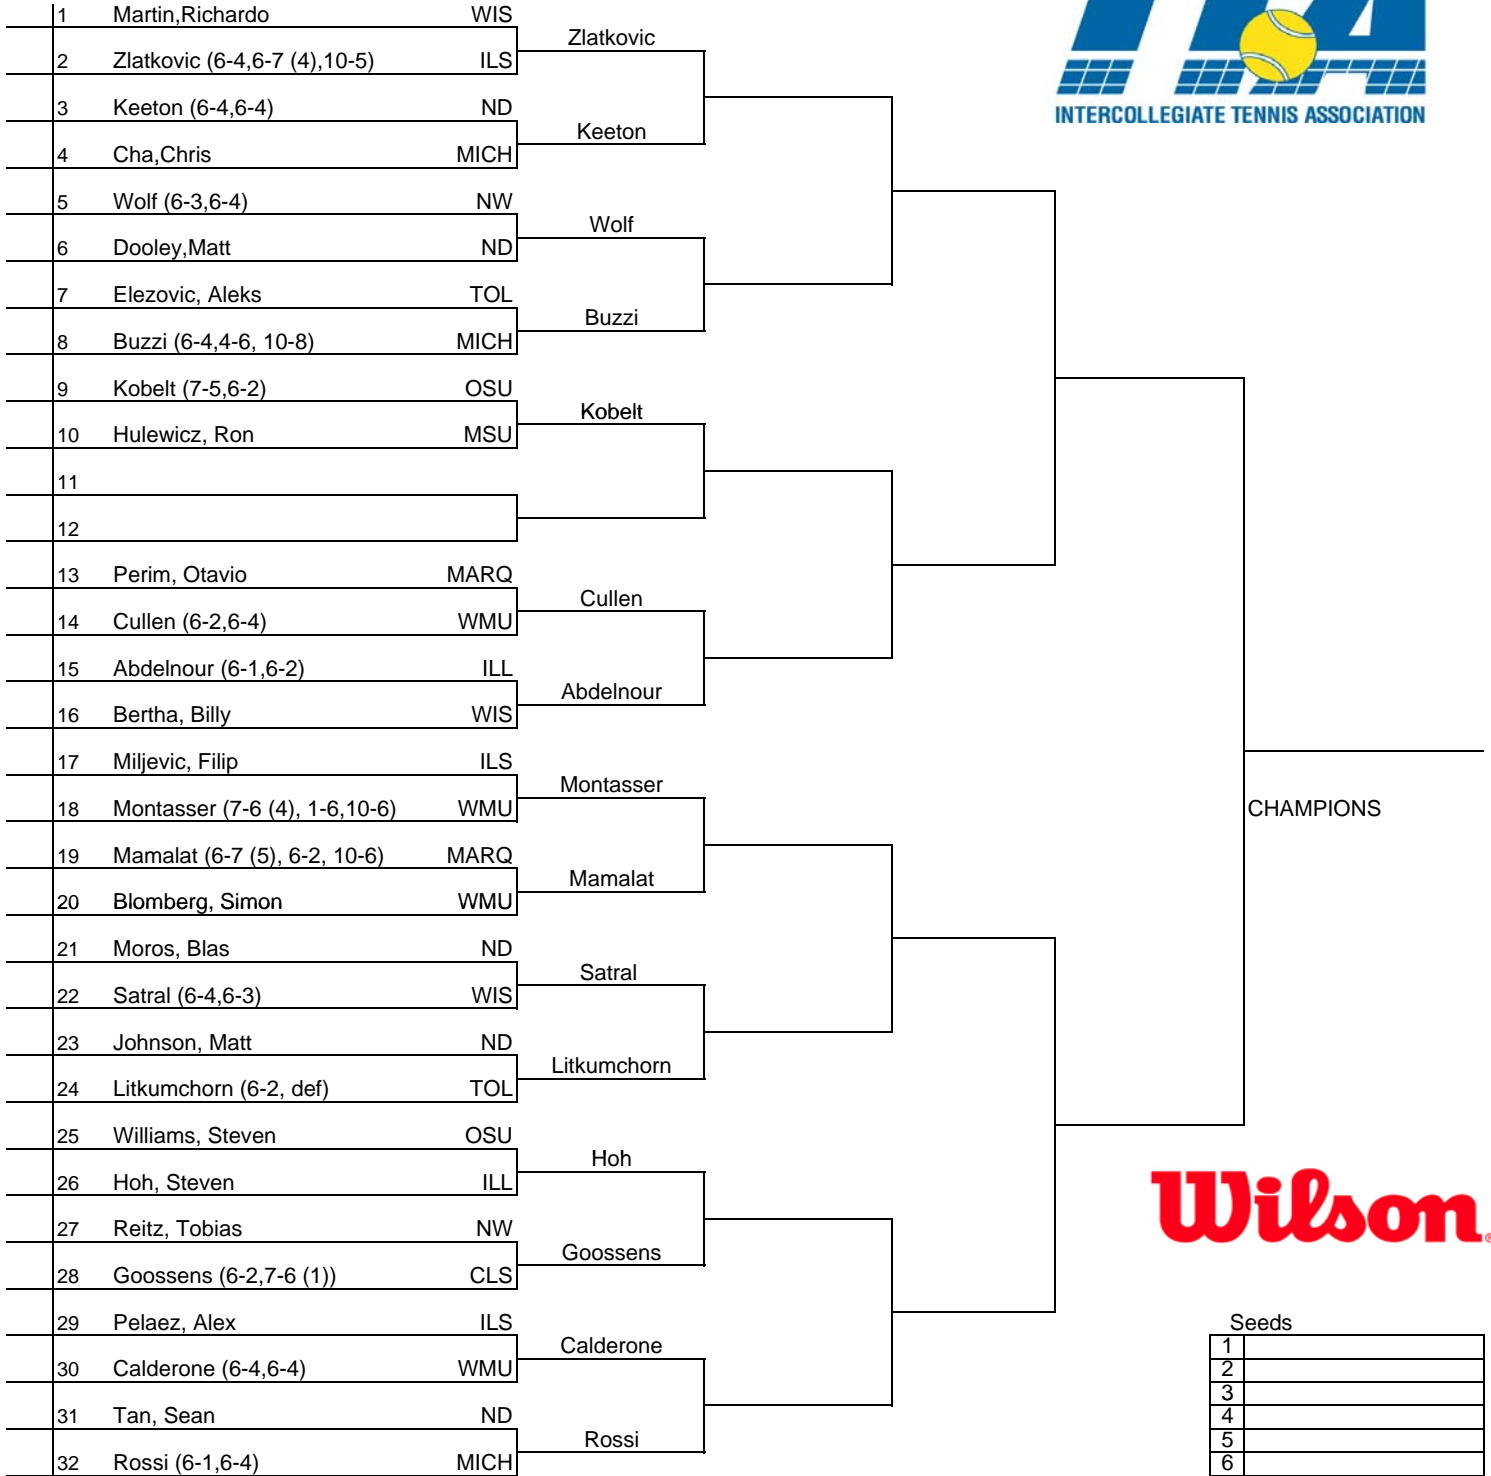 1 Martin,Richardo WIS
Zlatkovic
2 Zlatkovic (6-4,6-7 (4),10-5) ILS
3 Keeton (6-4,6-4) ND
INTERCOLLEGIATE TENNIS ASSOCIATION
Keeton
4 Cha,Chris MICH
5 Wolf (6-3,6-4) NW
Wolf
6 Dooley,Matt ND
7 Elezovic, Aleks TOL
Buzzi
8 Buzzi (6-4,4-6, 10-8) MICH
9 Kobelt (7-5,6-2) OSU
Kobelt
10 Hulewicz, Ron MSU
11
12
13 Perim, Otavio MARQ
Cullen
14 Cullen (6-2,6-4) WMU
15 Abdelnour (6-1,6-2) ILL
Abdelnour
16 Bertha, Billy WIS
17 Miljevic, Filip ILS
Montasser
18 Montasser (7-6 (4), 1-6,10-6) WMU
CHAMPIONS
19 Mamalat (6-7 (5), 6-2, 10-6) MARQ
Mamalat
20 Blomberg, Simon WMU
21 Moros, Blas ND
Satral
22 Satral (6-4,6-3) WIS
23 Johnson, Matt ND
Litkumchorn
24 Litkumchorn (6-2, def) TOL
25 Williams, Steven OSU
Hoh
26 Hoh, Steven ILL
Wilson
27 Reitz, Tobias NW
Goossens
28 Goossens (6-2,7-6 (1)) CLS
29 Pelaez, Alex ILS
Seeds
Calderone
1
30 Calderone (6-4,6-4) WMU
2
3
31 Tan, Sean ND
4
Rossi
5
32 Rossi (6-1,6-4) MICH
6